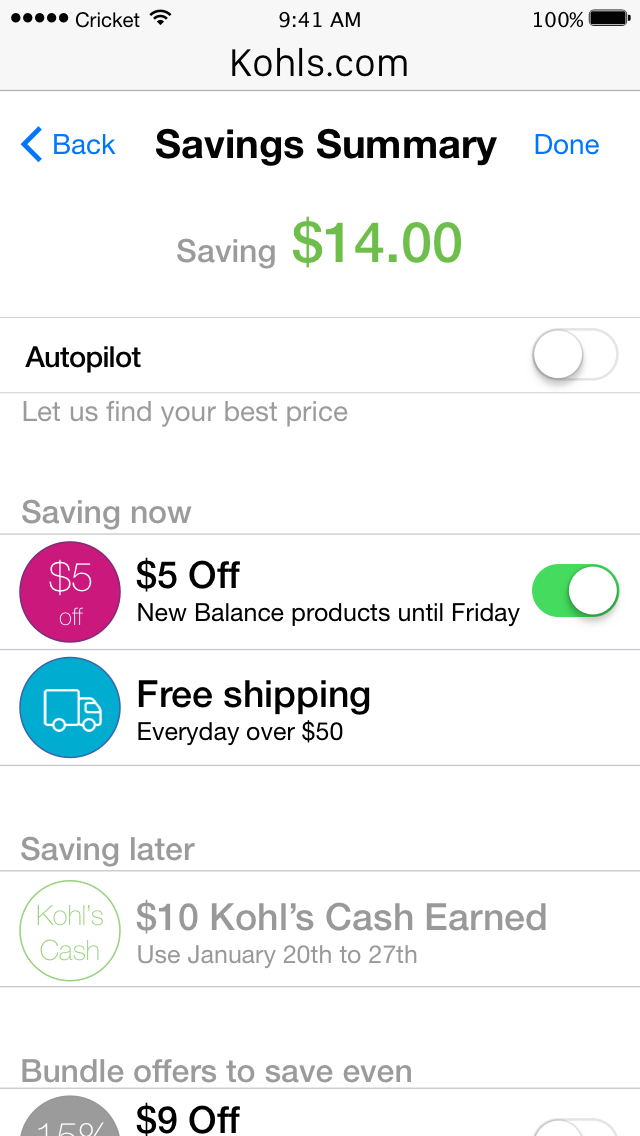 Cricket 9:41 AM 100%
Kohls.com
Back Savings Summary Done
Saving $14.00
Autopilot
Let us find your best price
Saving now
$5 off
$5 Off
New Balance products until Friday
Free shipping
Everyday over $50
Saving later
Kohl’s Cash
$10 Kohl’s Cash Earned
Use January 20th to 27th
Bundle offers to save even
15%
$9 Off